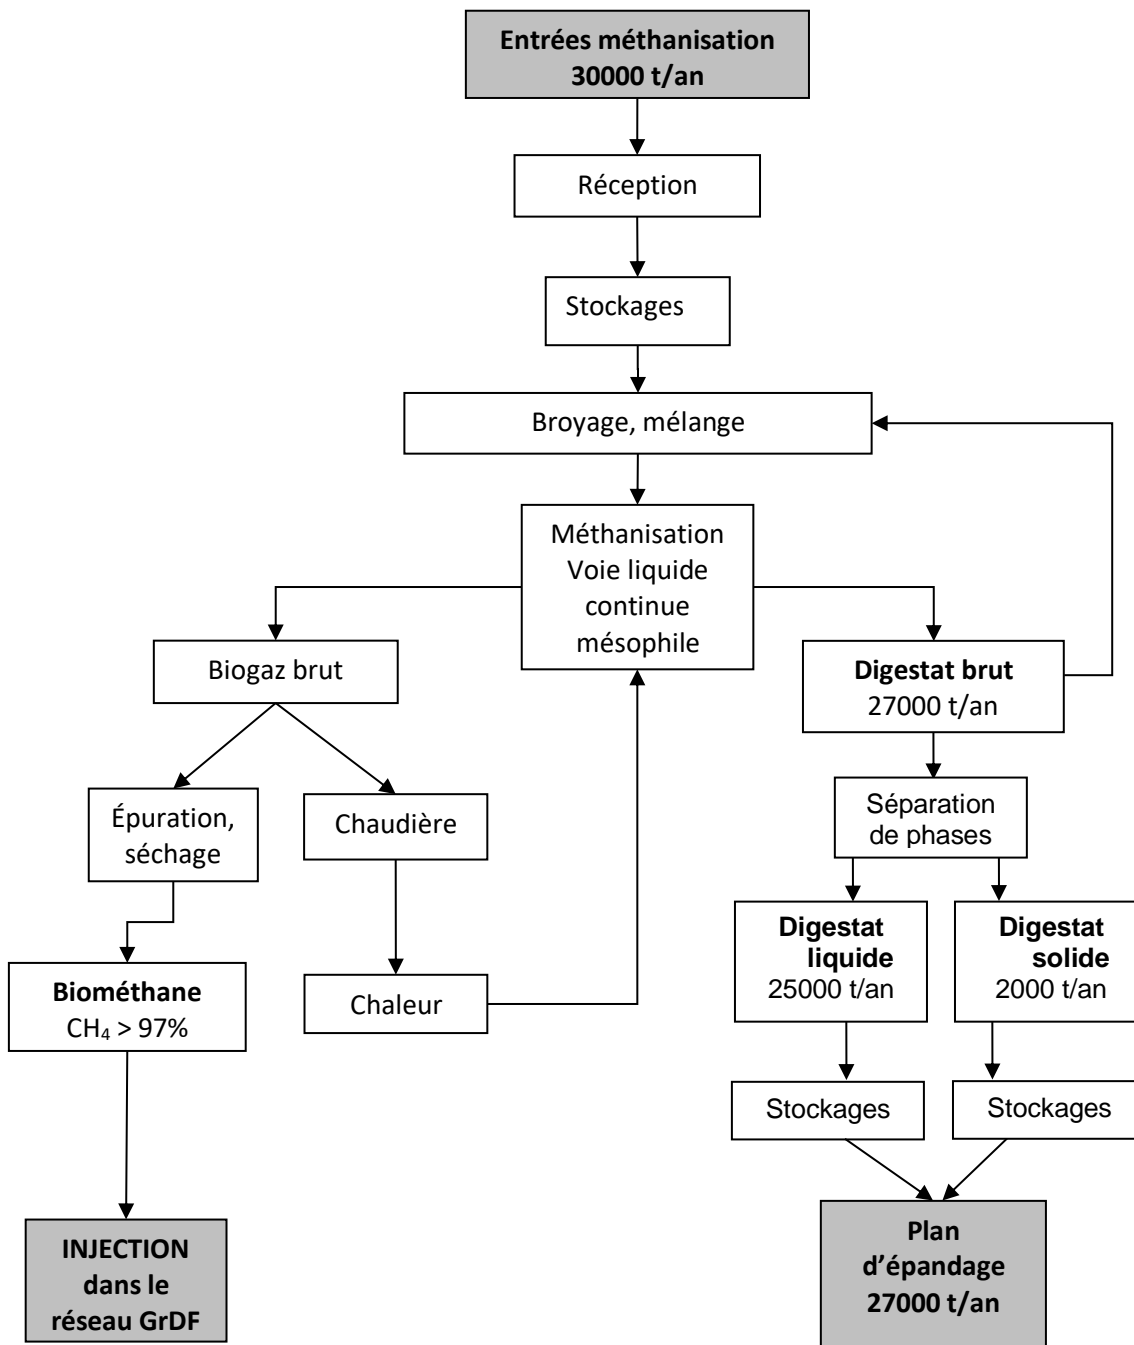 Entrées méthanisation
30000 t/an
Réception
Stockages
Broyage, mélange
Méthanisation
Voie liquide
continue
mésophile
Biogaz brut
Digestat brut
27000 t/an
Épuration,
séchage
Chaudière
Séparation
de phases
Digestat
liquide
25000 t/an
Digestat
solide
2000 t/an
Biométhane
CH₄ > 97%
Chaleur
Stockages
Stockages
INJECTION
dans le
réseau GrDF
Plan
d’épandage
27000 t/an